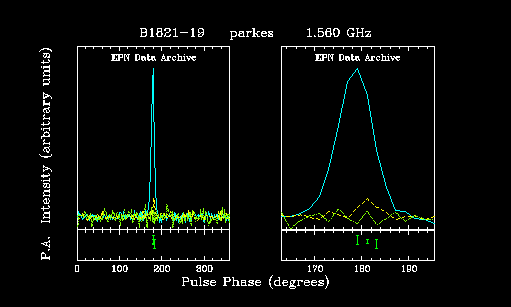 B1821-19 parkes 1.560 GHz
EPN Data Archive EPN Data Archive
P.A. Intensity (arbitrary units)
0 100 200 300 170 180 190
Pulse Phase (degrees)